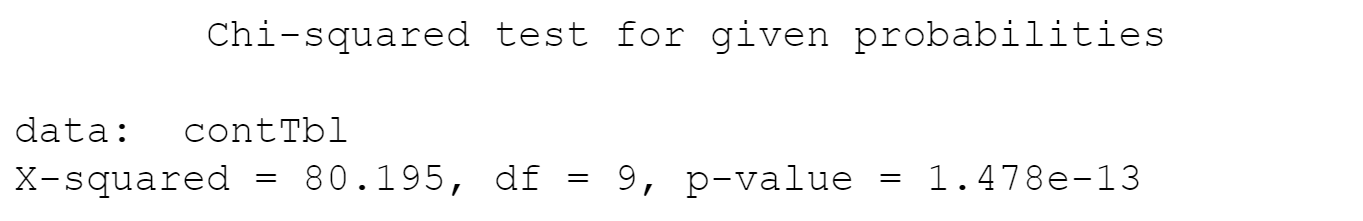 Chi-squared test for given probabilities
data:  contTbl
X-squared = 80.195, df = 9, p-value = 1.478e-13